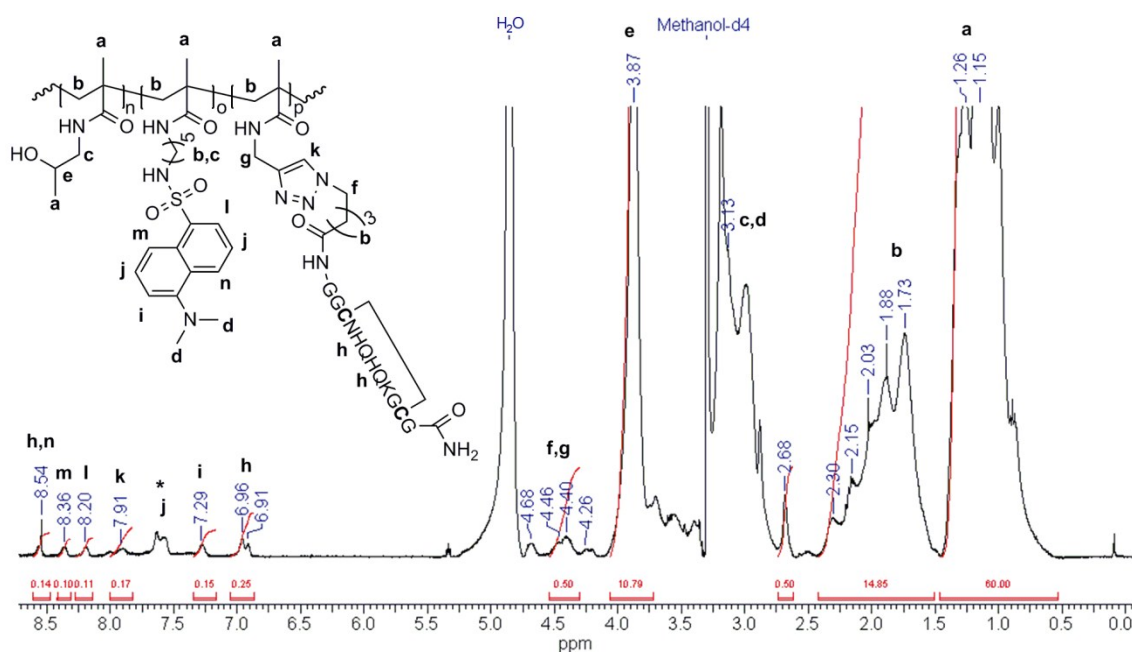 H₂O
Methanol-d4
e
a
3.87
1.26
1.15
a
a
a
b
b
b
n
o
p
NH
O
NH
O
NH
O
HO
c
5
b,c
g
k
e
a
HN
N
N=N
f
O
S
O
l
O
3
b
m
j
HN
j
n
i
N
d
d
GGCNHQHQKGCG
h
h
O
NH₂
c,d
3.13
b
2.03
1.88
1.73
2.15
2.30
2.68
h,n
8.54
m
8.36
l
8.20
k
7.91
*
j
i
7.29
h
6.96
6.91
f,g
4.68
4.46
4.40
4.26
0.14
0.10
0.11
0.17
0.15
0.25
0.50
10.79
0.50
14.85
60.00
8.5 8.0 7.5 7.0 6.5 6.0 5.5 5.0 4.5 4.0 3.5 3.0 2.5 2.0 1.5 1.0 0.5 0.0
ppm